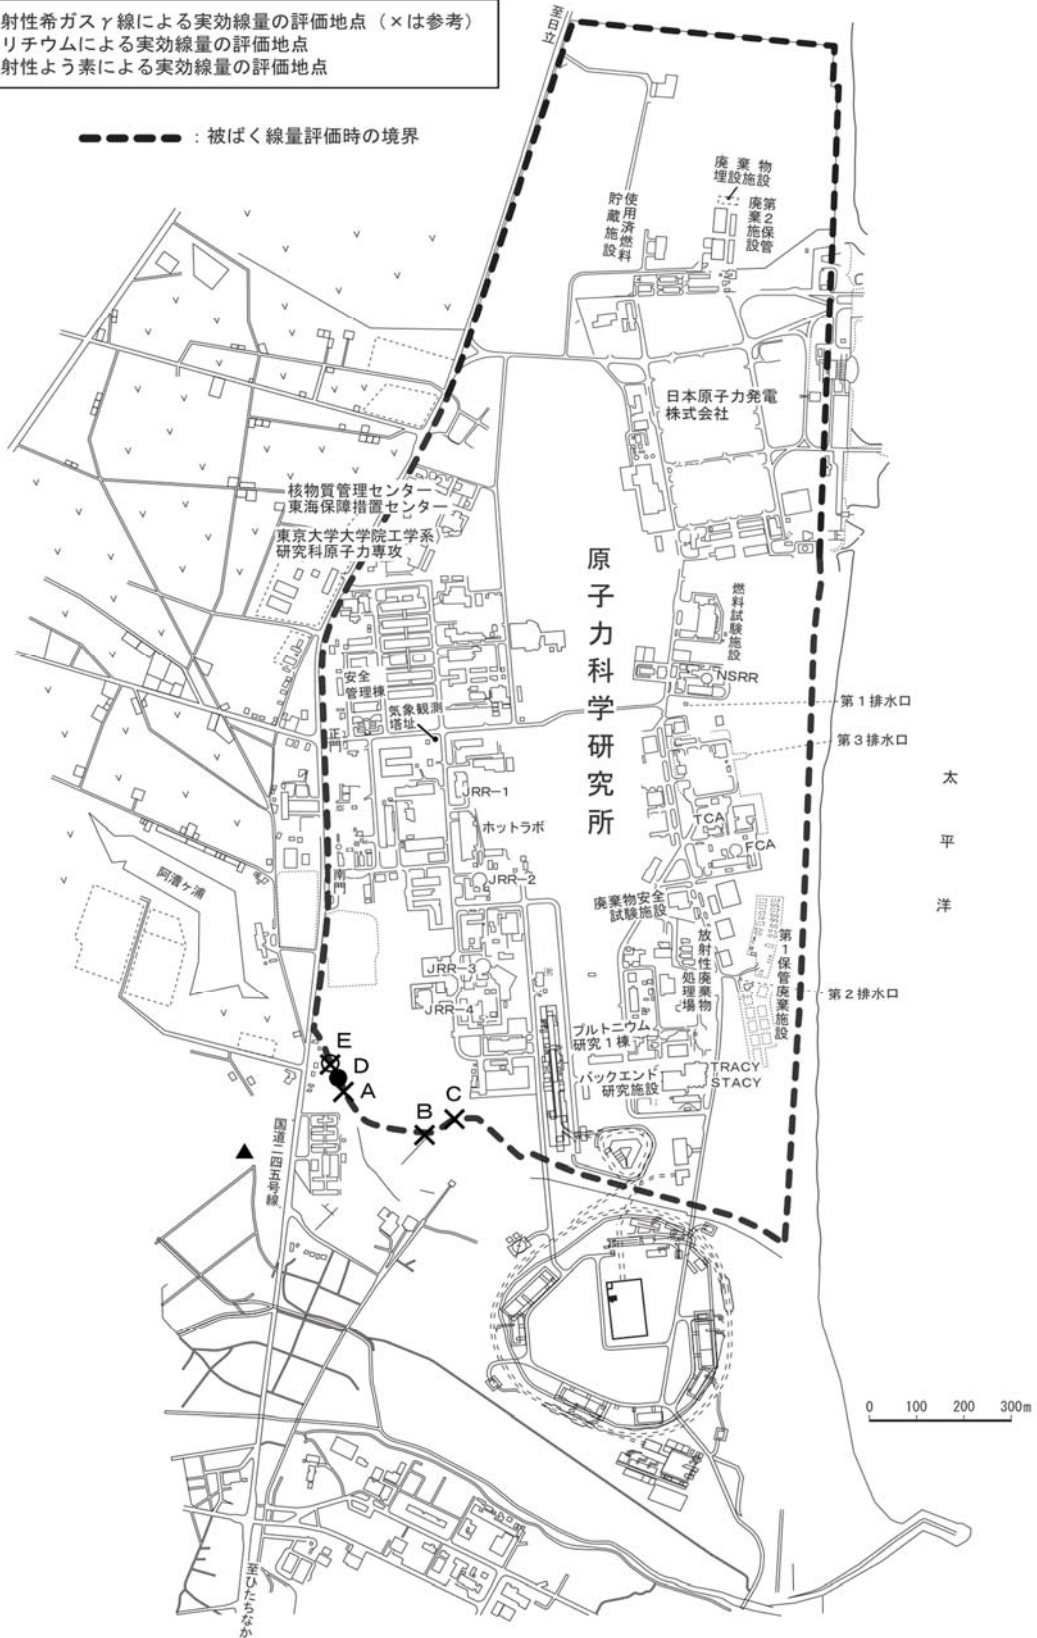 射性希ガスγ線による実効線量の評価地点（×は参考）
リチウムによる実効線量の評価地点
射性よう素による実効線量の評価地点
：被ばく線量評価時の境界
至日立
廃棄物
埋設施設
第2保管
廃棄施設
使用済燃料
貯蔵施設
日本原子力発電
株式会社
核物質管理センター
東海保障措置センター
東京大学大学院工学系
研究科原子力専攻
原子力科学研究所
燃料試験施設
NSRR
安全
管理棟
気象観測
塔址
正門
第1排水口
第3排水口
太平洋
JRR-1
ホットラボ
TCA
FCA
南門
JRR-2
阿漕ヶ浦
廃棄物安全
試験施設
放射性廃棄物
処理場
第1保管廃棄施設
JRR-3
JRR-4
第2排水口
プルトニウム
研究1棟
バックエンド
研究施設
TRACY
STACY
E
D
A
B
C
国道二四五号線
0 100 200 300m
至ひたちなか